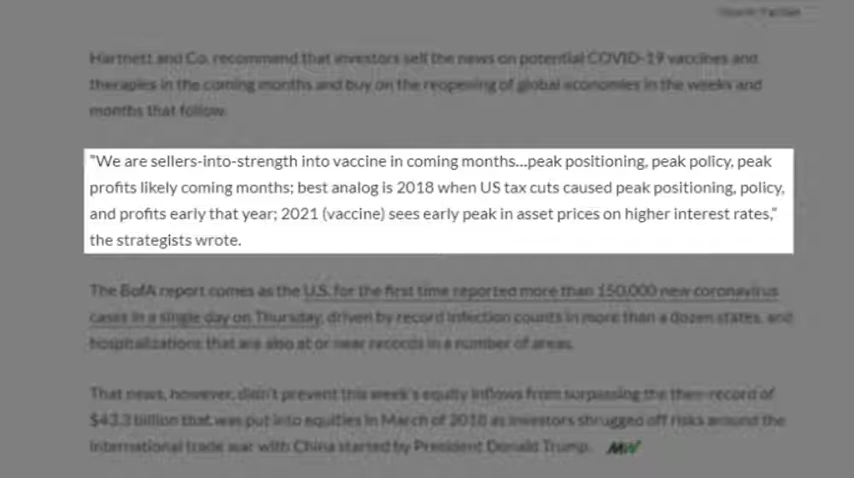 Hartnett and Co. recommend that investors sell the news on potential COVID-19 vaccines and
therapies in the coming months and buy on the reopening of global economies in the weeks and
months that follow.
“We are sellers-into-strength into vaccine in coming months...peak positioning, peak policy, peak
profits likely coming months; best analog is 2018 when US tax cuts caused peak positioning, policy,
and profits early that year; 2021 (vaccine) sees early peak in asset prices on higher interest rates,”
the strategists wrote.
The BofA report comes as the U.S. for the first time reported more than 150,000 new coronavirus
cases in a single day on Thursday, driven by record infection counts in more than a dozen states, and
hospitalizations that are also at or near records in a number of areas.
That news, however, didn't prevent this week's equity inflows from surpassing the then-record of
$43.3 billion that was put into equities in March of 2018 as investors shrugged off risks around the
international trade war with China started by President Donald Trump. MW